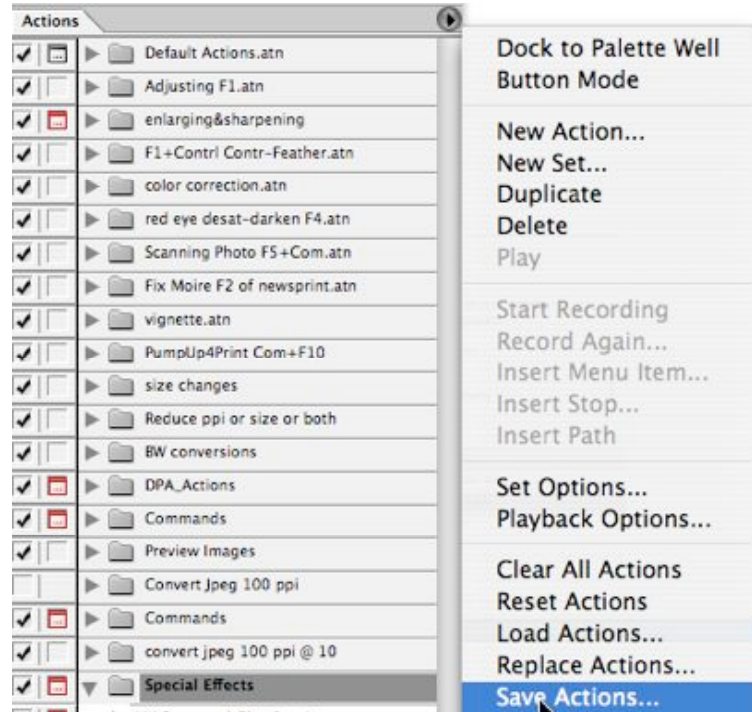 Actions
Default Actions.atn
Adjusting F1.atn
enlarging&sharpening
F1+Contrl Contr-Feather.atn
color correction.atn
red eye desat-darken F4.atn
Scanning Photo F5+Com.atn
Fix Moire F2 of newsprint.atn
vignette.atn
PumpUp4Print Com+F10
size changes
Reduce ppi or size or both
BW conversions
DPA_Actions
Commands
Preview Images
Convert Jpeg 100 ppi
Commands
convert jpeg 100 ppi @ 10
Special Effects
Dock to Palette Well
Button Mode
New Action...
New Set...
Duplicate
Delete
Play
Start Recording
Record Again...
Insert Menu Item...
Insert Stop...
Insert Path
Set Options...
Playback Options...
Clear All Actions
Reset Actions
Load Actions...
Replace Actions...
Save Actions...